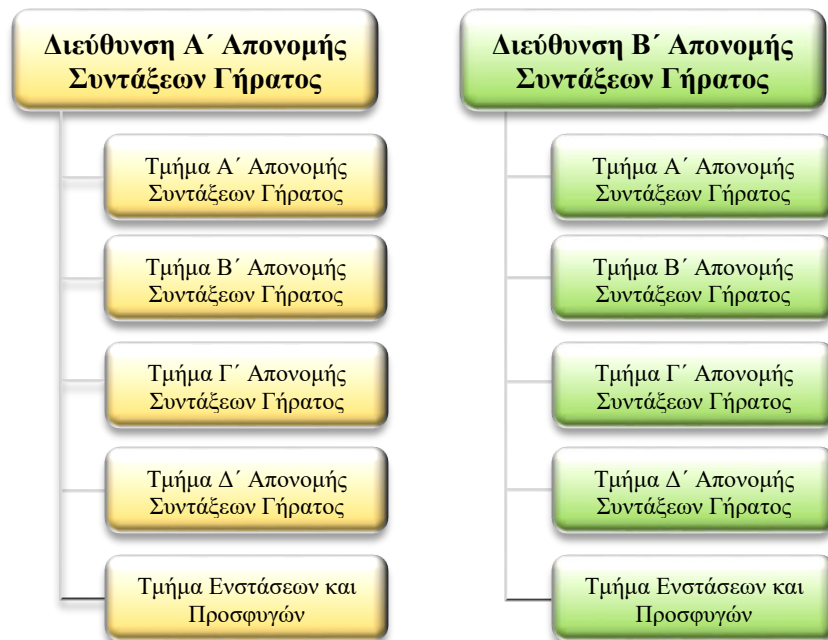 Διεύθυνση Α΄ Απονομής
Συντάξεων Γήρατος
Τμήμα Α΄ Απονομής
Συντάξεων Γήρατος
Τμήμα Β΄ Απονομής
Συντάξεων Γήρατος
Τμήμα Γ΄ Απονομής
Συντάξεων Γήρατος
Τμήμα Δ΄ Απονομής
Συντάξεων Γήρατος
Τμήμα Ενστάσεων και
Προσφυγών
Διεύθυνση Β΄ Απονομής
Συντάξεων Γήρατος
Τμήμα Α΄ Απονομής
Συντάξεων Γήρατος
Τμήμα Β΄ Απονομής
Συντάξεων Γήρατος
Τμήμα Γ΄ Απονομής
Συντάξεων Γήρατος
Τμήμα Δ΄ Απονομής
Συντάξεων Γήρατος
Τμήμα Ενστάσεων και
Προσφυγών